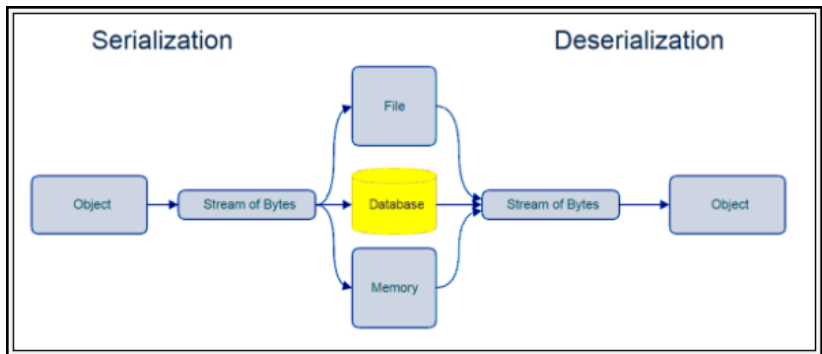 Serialization
Deserialization
File
Object
Stream of Bytes
Database
Stream of Bytes
Object
Memory